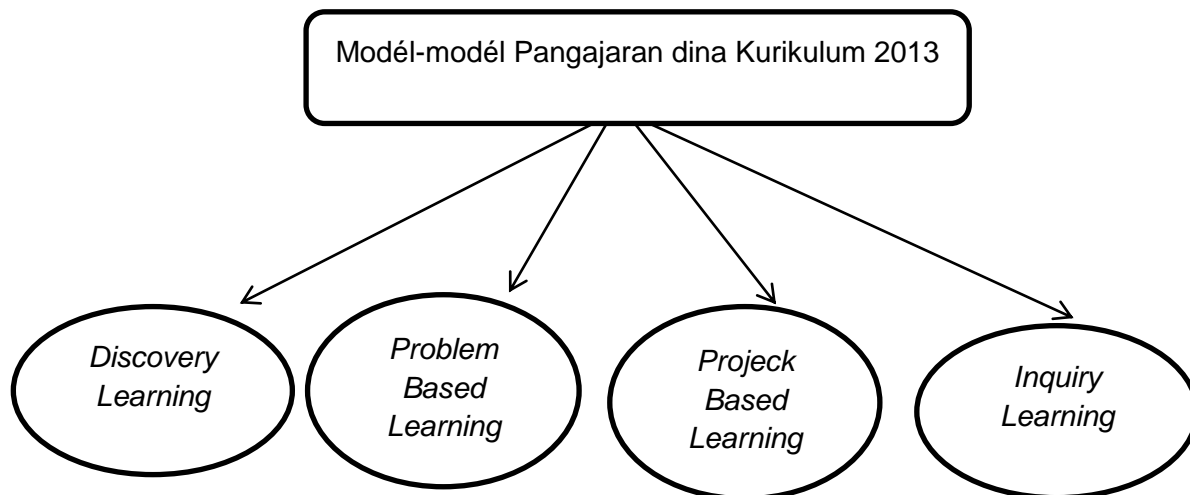 Modél-modél Pangajaran dina Kurikulum 2013
Discovery
Learning
Problem
Based
Learning
Projeck
Based
Learning
Inquiry
Learning